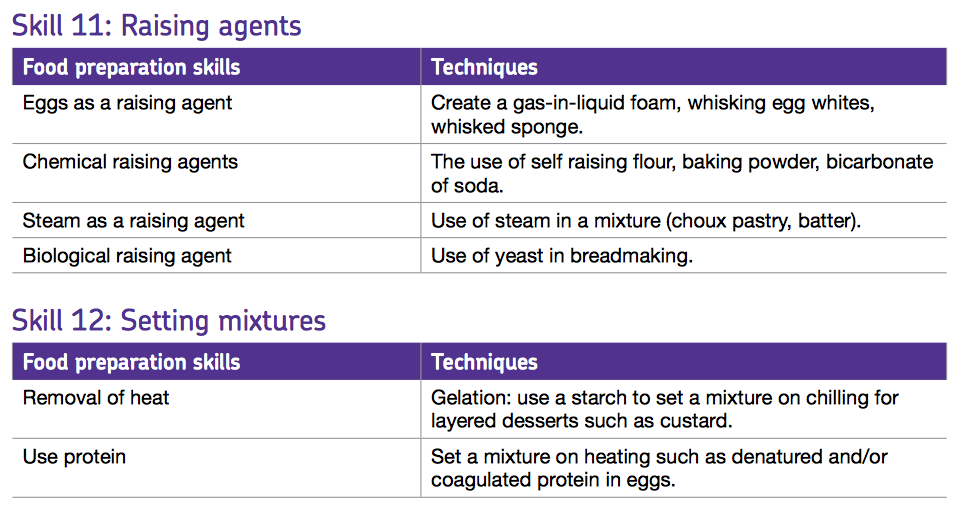 Skill 11: Raising agents
Food preparation skills
Techniques
Eggs as a raising agent
Create a gas-in-liquid foam, whisking egg whites,
whisked sponge.
Chemical raising agents
The use of self raising flour, baking powder, bicarbonate
of soda.
Steam as a raising agent
Use of steam in a mixture (choux pastry, batter).
Biological raising agent
Use of yeast in breadmaking.
Skill 12: Setting mixtures
Food preparation skills
Techniques
Removal of heat
Gelation: use a starch to set a mixture on chilling for
layered desserts such as custard.
Use protein
Set a mixture on heating such as denatured and/or
coagulated protein in eggs.